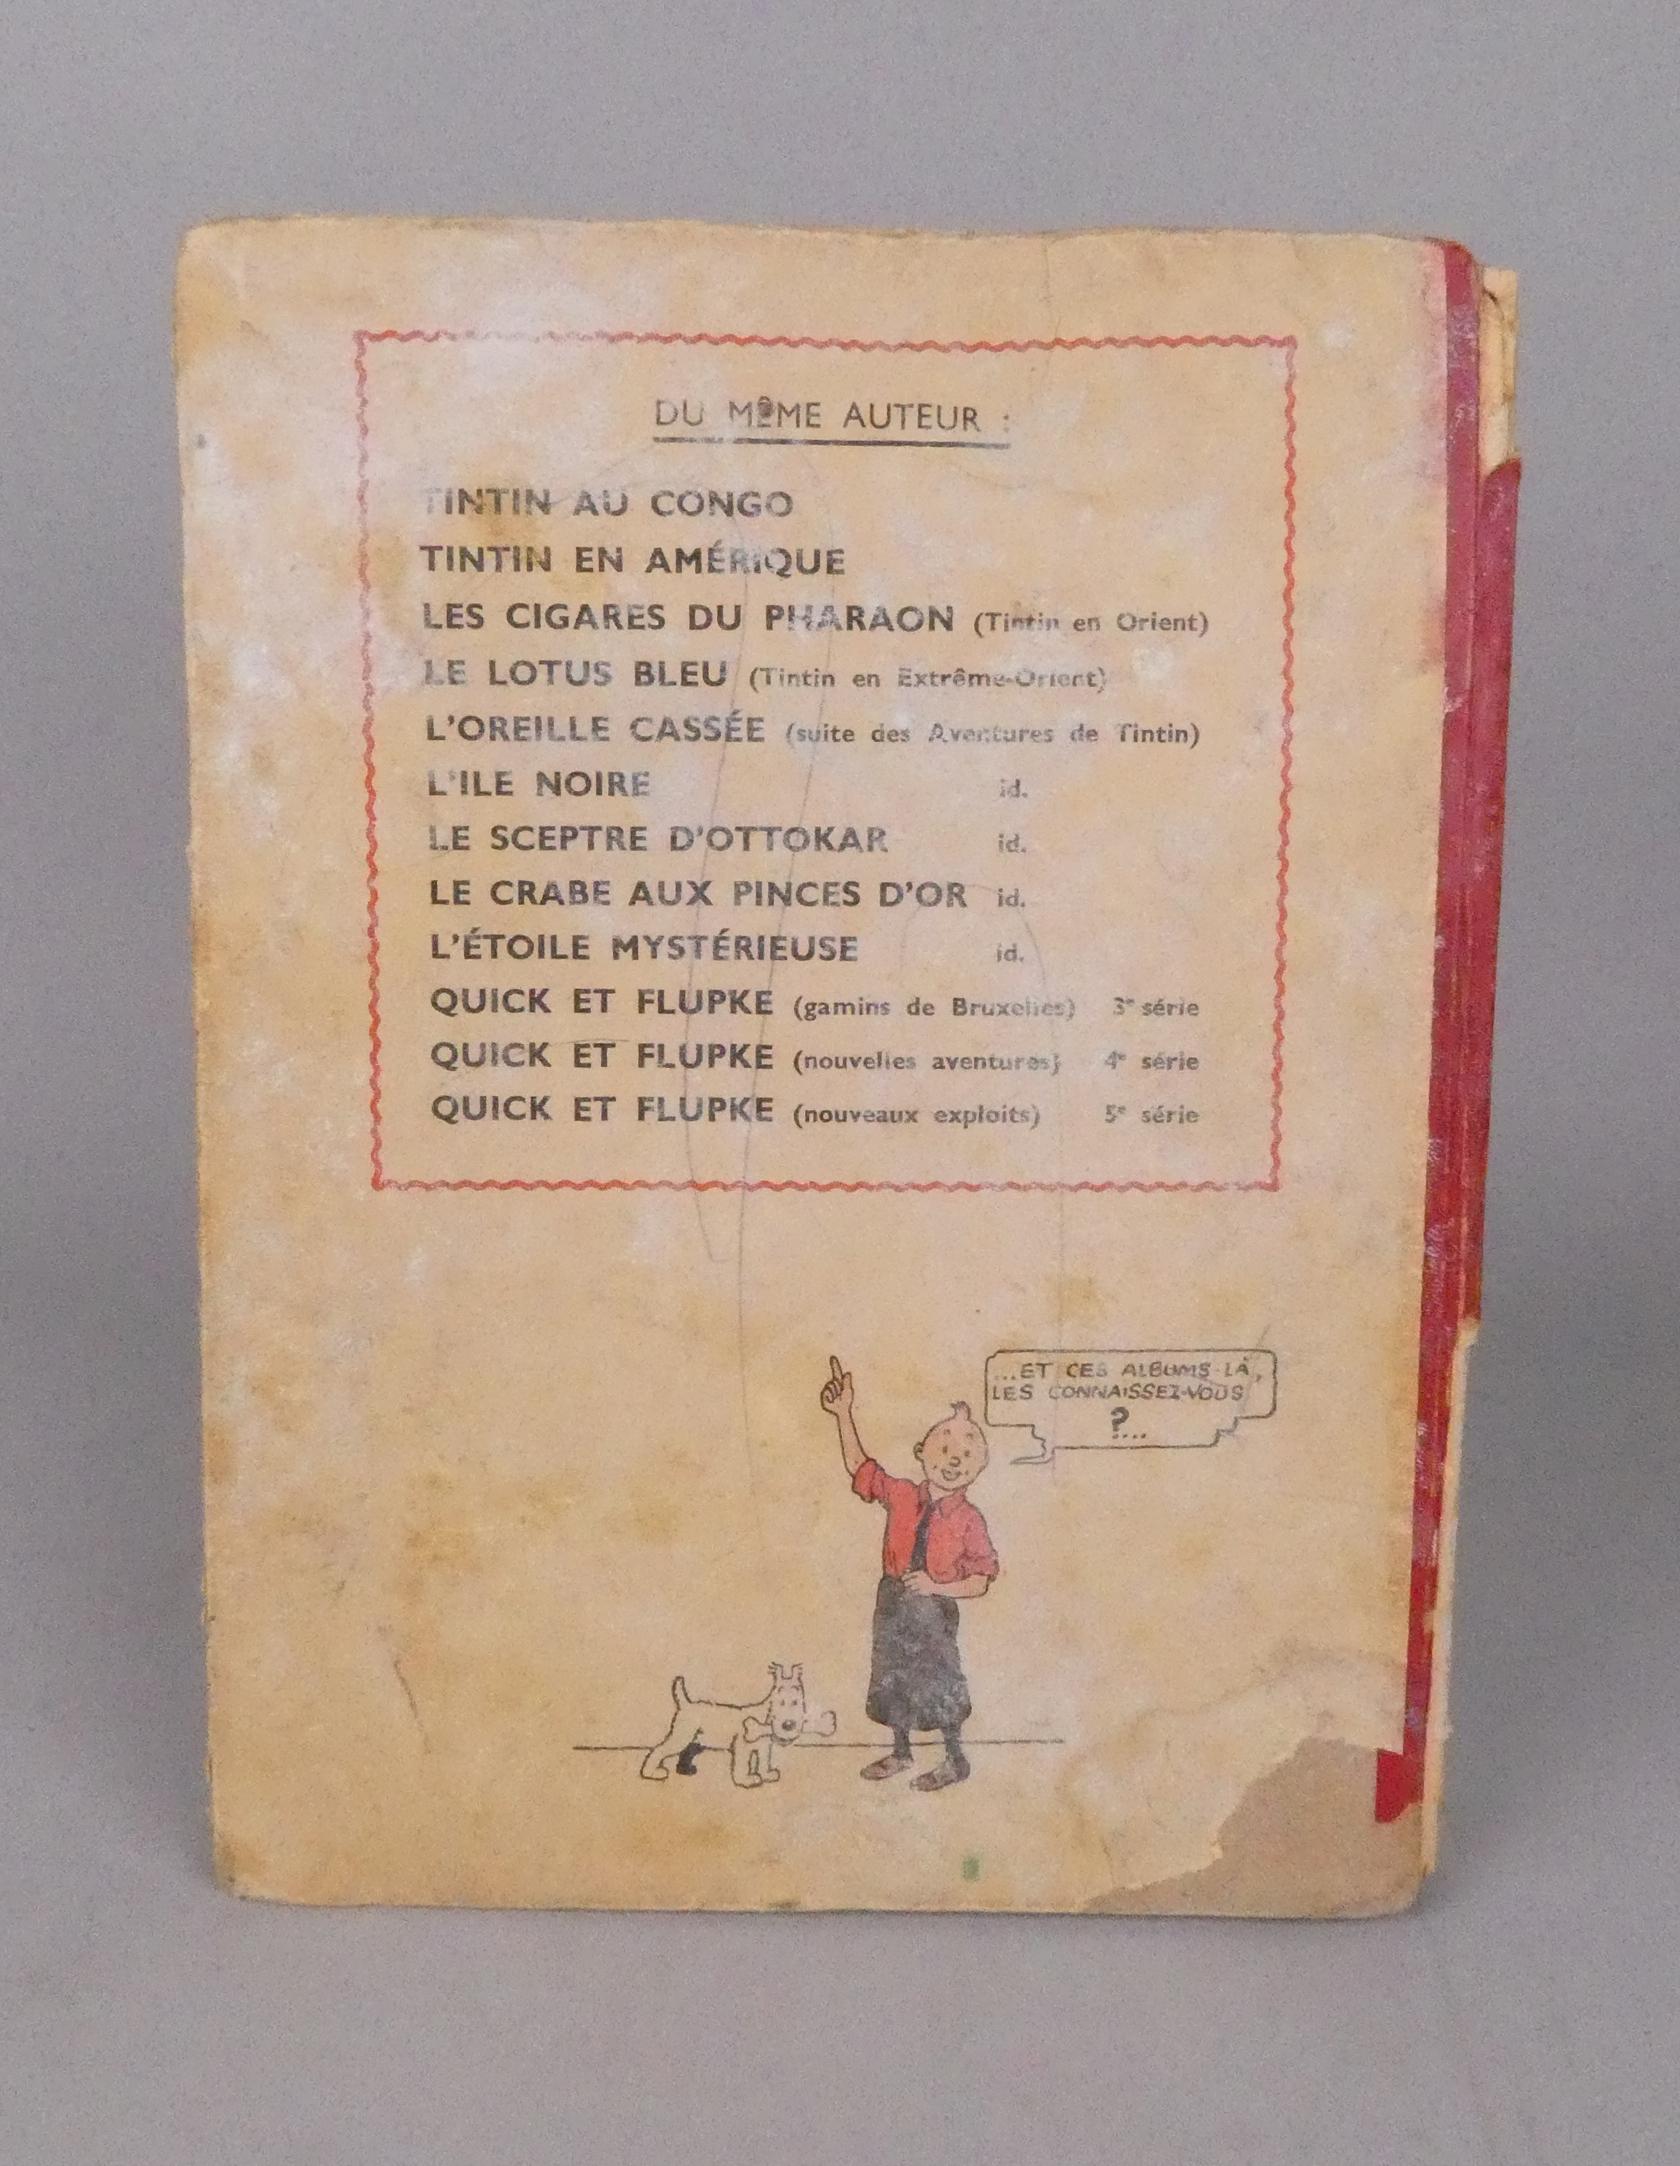 DU MÊME AUTEUR :
TINTIN AU CONGO
TINTIN EN AMÉRIQUE
LES CIGARES DU PHARAON (Tintin en Orient)
LE LOTUS BLEU (Tintin en Extrême-Orient)
L'OREILLE CASSÉE (suite des Aventures de Tintin)
L'ILE NOIRE id.
LE SCEPTRE D'OTTOKAR id.
LE CRABE AUX PINCES D'OR id.
L'ÉTOILE MYSTÉRIEUSE id.
QUICK ET FLUPKE (gamins de Bruxelles) 3e série
QUICK ET FLUPKE (nouvelles aventures) 4e série
QUICK ET FLUPKE (nouveaux exploits) 5e série
...ET CES ALBUMS-LÀ,
LES CONNAISSEZ-VOUS
?...